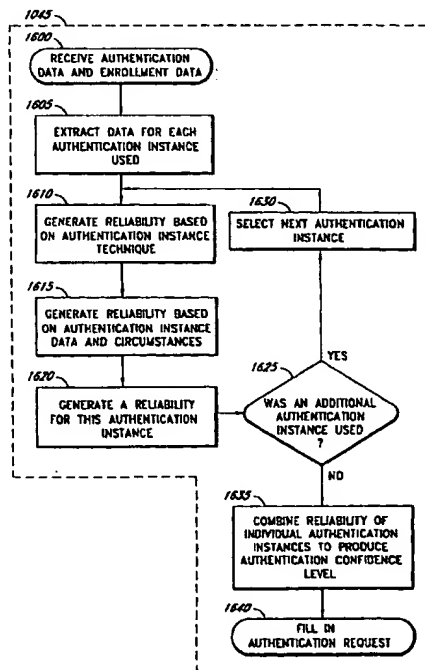 1045
1600
RECEIVE AUTHENTICATION
DATA AND ENROLLMENT DATA
1605
EXTRACT DATA FOR EACH
AUTHENTICATION INSTANCE
USED
1610
GENERATE RELIABILITY BASED
ON AUTHENTICATION INSTANCE
TECHNIQUE
1630
SELECT NEXT AUTHENTICATION
INSTANCE
1615
GENERATE RELIABILITY BASED
ON AUTHENTICATION INSTANCE
DATA AND CIRCUMSTANCES
1620
GENERATE A RELIABILITY
FOR THIS AUTHENTICATION
INSTANCE
YES
1625
WAS AN ADDITIONAL
AUTHENTICATION
INSTANCE USED
?
NO
1635
COMBINE RELIABILITY OF
INDIVIDUAL AUTHENTICATION
INSTANCES TO PRODUCE
AUTHENTICATION CONFIDENCE
LEVEL
1640
FILL IN
AUTHENTICATION REQUEST